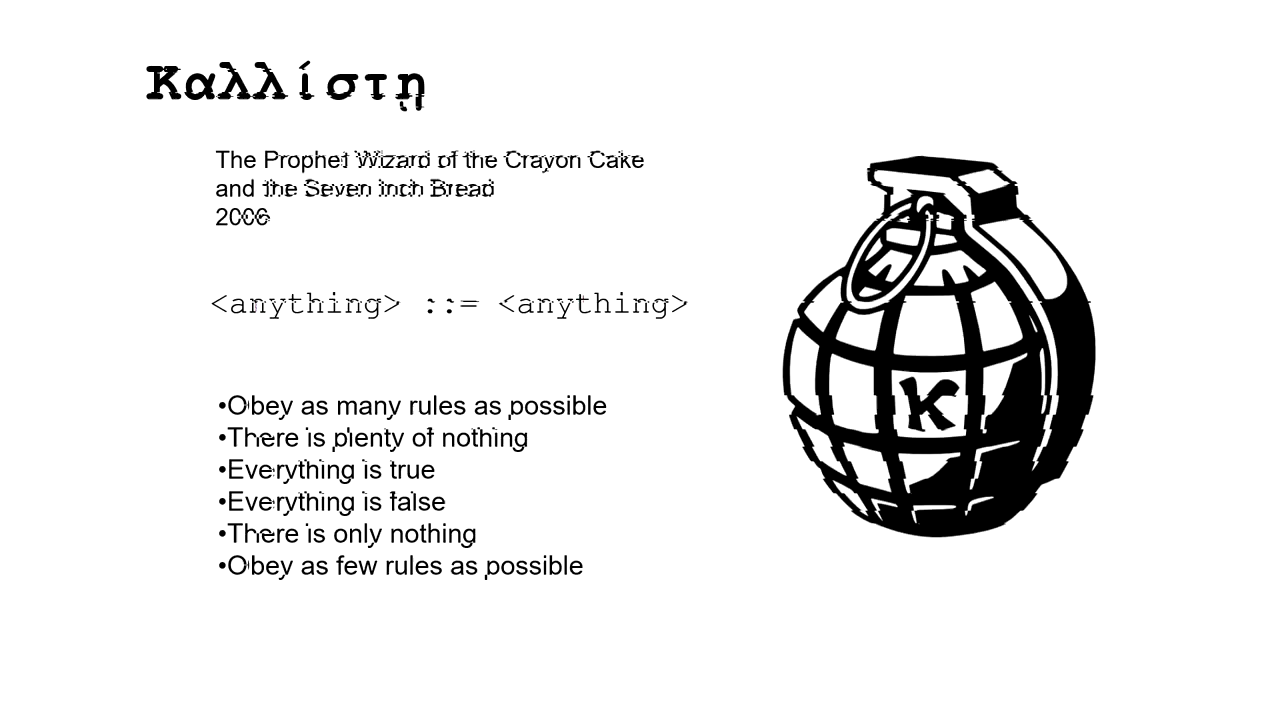 Καλλίστῃ
The Prophet Wizard of the Crayon Cake
and the Seven Inch Bread
2006
<anything> ::= <anything>
•Obey as many rules as possible
•There is plenty of nothing
•Everything is true
•Everything is false
•There is only nothing
•Obey as few rules as possible
K